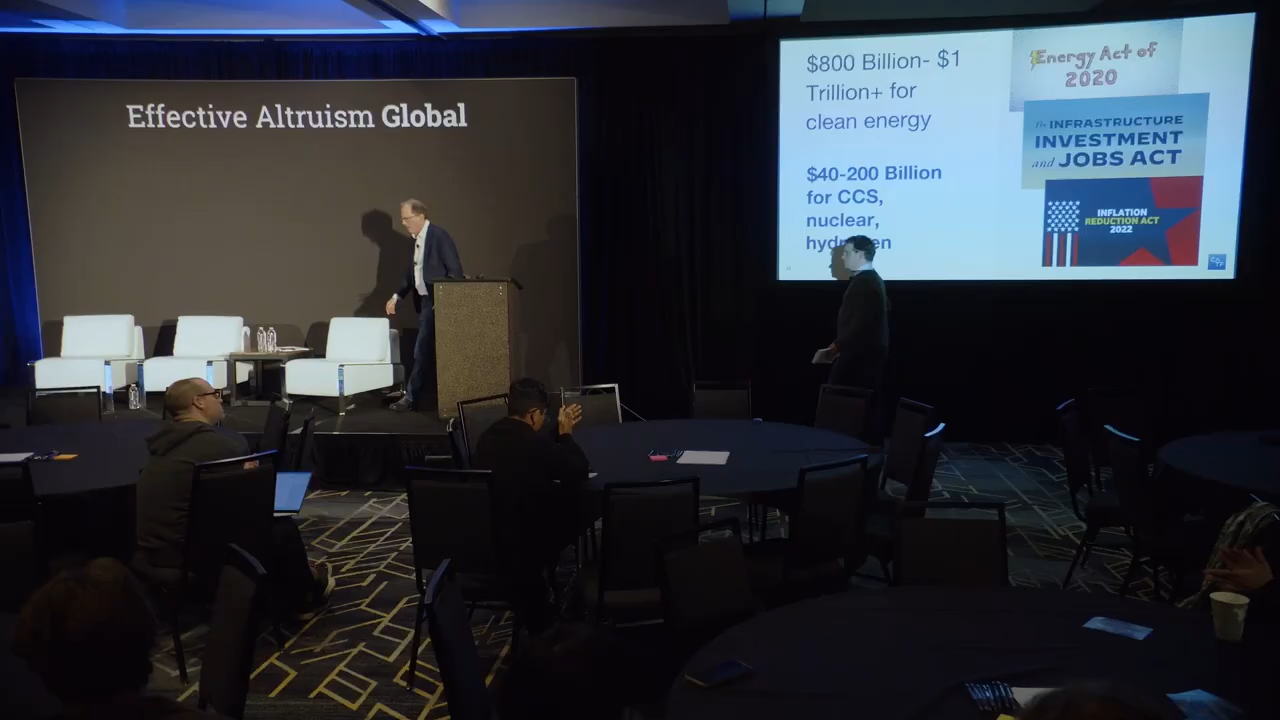 Effective Altruism Global
$800 Billion- $1
Trillion+ for
clean energy
$40-200 Billion
for CCS,
nuclear,
Energy Act of
2020
The INFRASTRUCTURE
INVESTMENT
and JOBS ACT
INFLATION
REDUCTION ACT
2022